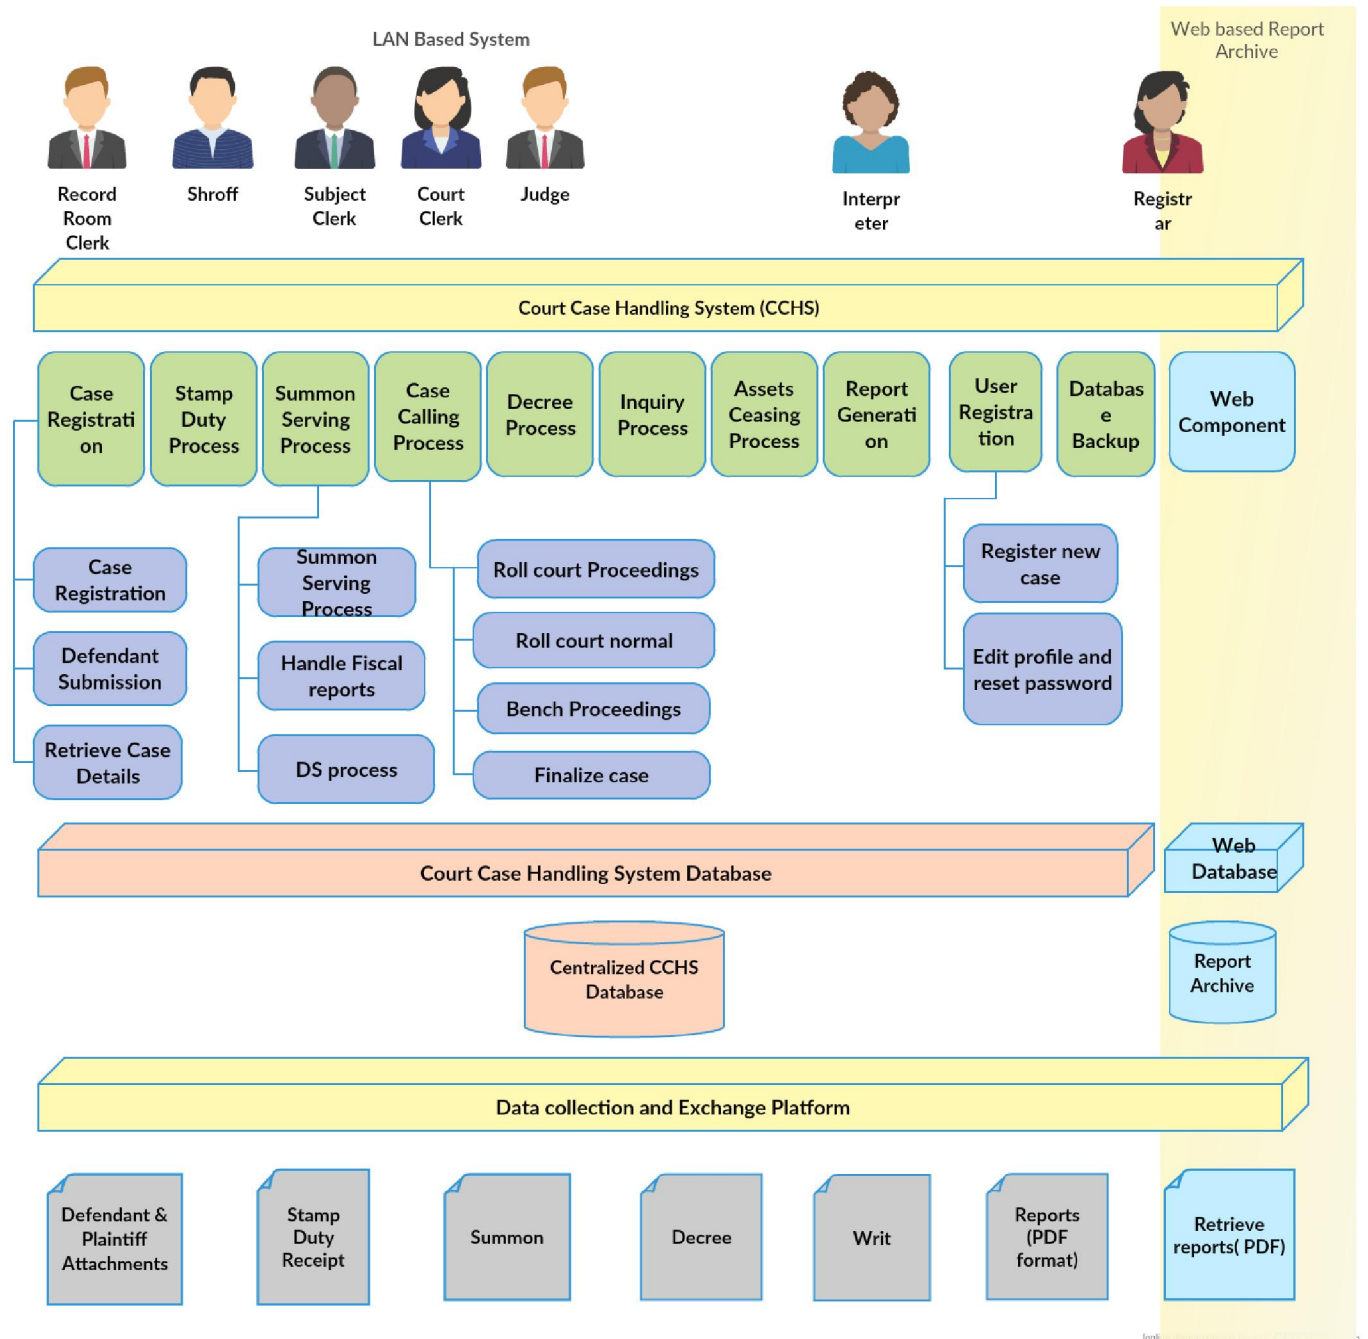 LAN Based System
Web based Report
Archive
Record
Room
Clerk
Shroff
Subject
Clerk
Court
Clerk
Judge
Interpr
eter
Registr
ar
Court Case Handling System (CCHS)
Case
Registrati
on
Stamp
Duty
Process
Summon
Serving
Process
Case
Calling
Process
Decree
Process
Inquiry
Process
Assets
Ceasing
Process
Report
Generati
on
User
Registra
tion
Databas
e
Backup
Web
Component
Case
Registration
Defendant
Submission
Retrieve Case
Details
Summon
Serving
Process
Handle Fiscal
reports
DS process
Roll court Proceedings
Roll court normal
Bench Proceedings
Finalize case
Register new
case
Edit profile and
reset password
Court Case Handling System Database
Web
Database
Centralized CCHS
Database
Report
Archive
Data collection and Exchange Platform
Defendant &
Plaintiff
Attachments
Stamp
Duty
Receipt
Summon
Decree
Writ
Reports
(PDF
format)
Retrieve
reports( PDF)